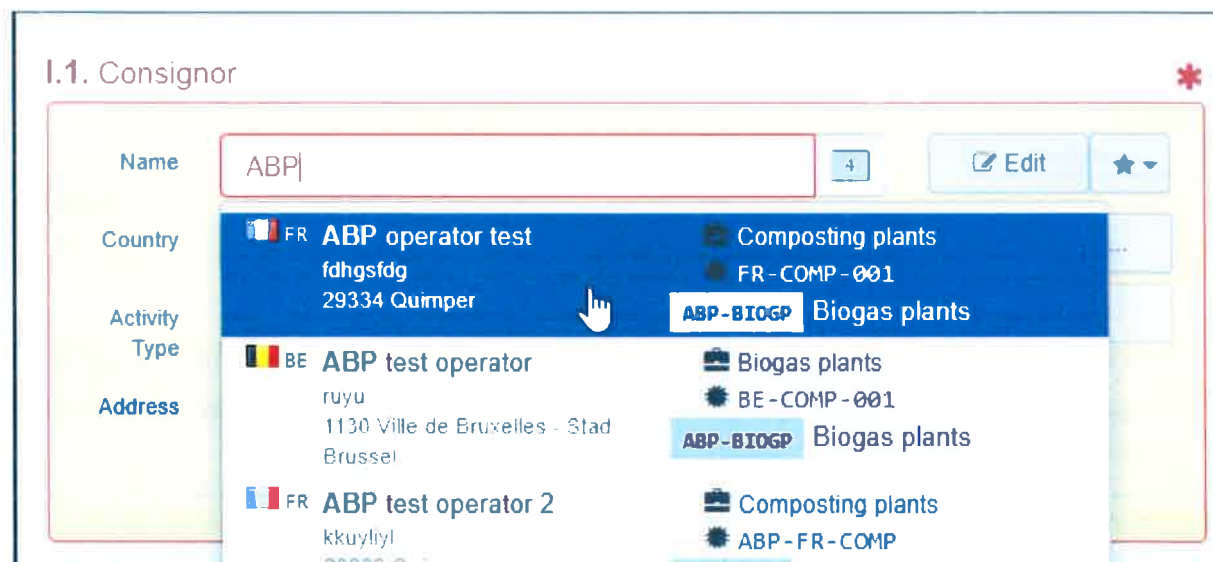 I.1. Consignor *
Name ABP 4 Edit
Country FR ABP operator test Composting plants ...
fdhgsfdg FR-COMP-001
29334 Quimper ABP-BIOGP Biogas plants
Activity
Type BE ABP test operator Biogas plants
ruyu BE-COMP-001
Address 1130 Ville de Bruxelles - Stad
Brussel ABP-BIOGP Biogas plants
FR ABP test operator 2 Composting plants
kkuyliyl ABP-FR-COMP